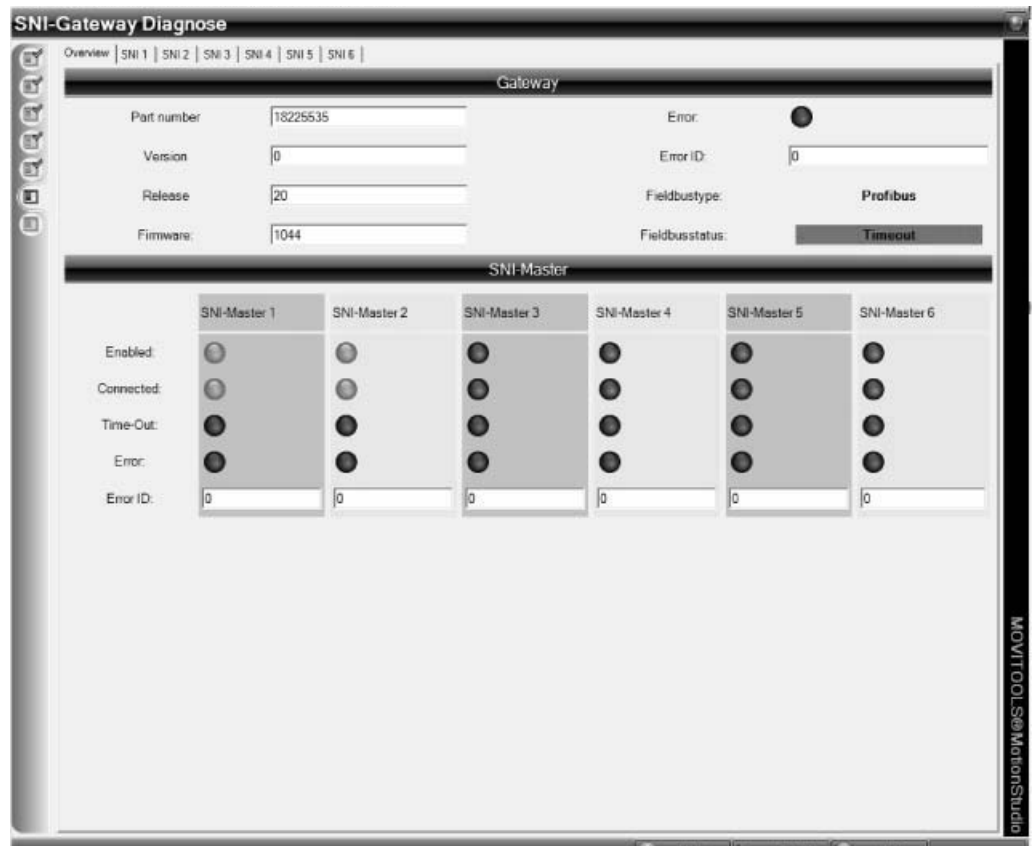 SNI-Gateway Diagnose
Overview SNI 1 SNI 2 SNI 3 SNI 4 SNI 5 SNI 6
Gateway
Part number 18225535 Error:
Version 0 Error ID: 0
Release 20 Fieldbustype: Profibus
Firmware: 1044 Fieldbusstatus: Timeout
SNI-Master
SNI-Master 1 SNI-Master 2 SNI-Master 3 SNI-Master 4 SNI-Master 5 SNI-Master 6
Enabled:
Connected:
Time-Out:
Error:
Error ID: 0 0 0 0 0 0
MOVITOOLS®MotionStudio